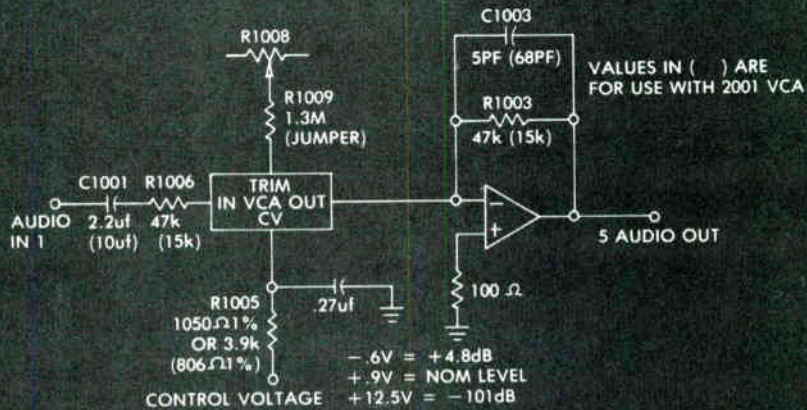 C1003
5PF (68PF)
R1008
VALUES IN ( ) ARE
FOR USE WITH 2001 VCA
R1003
47k (15k)
R1009
1.3M
(JUMPER)
C1001
2.2uf
(10uf)
R1006
47k
(15k)
TRIM
IN VCA OUT
CV
AUDIO
IN 1
−
+
5 AUDIO OUT
100 Ω
.27uf
R1005
1050Ω1%
OR 3.9k
(806Ω1%)
CONTROL VOLTAGE
−.6V = +4.8dB
+.9V = NOM LEVEL
+12.5V = −101dB